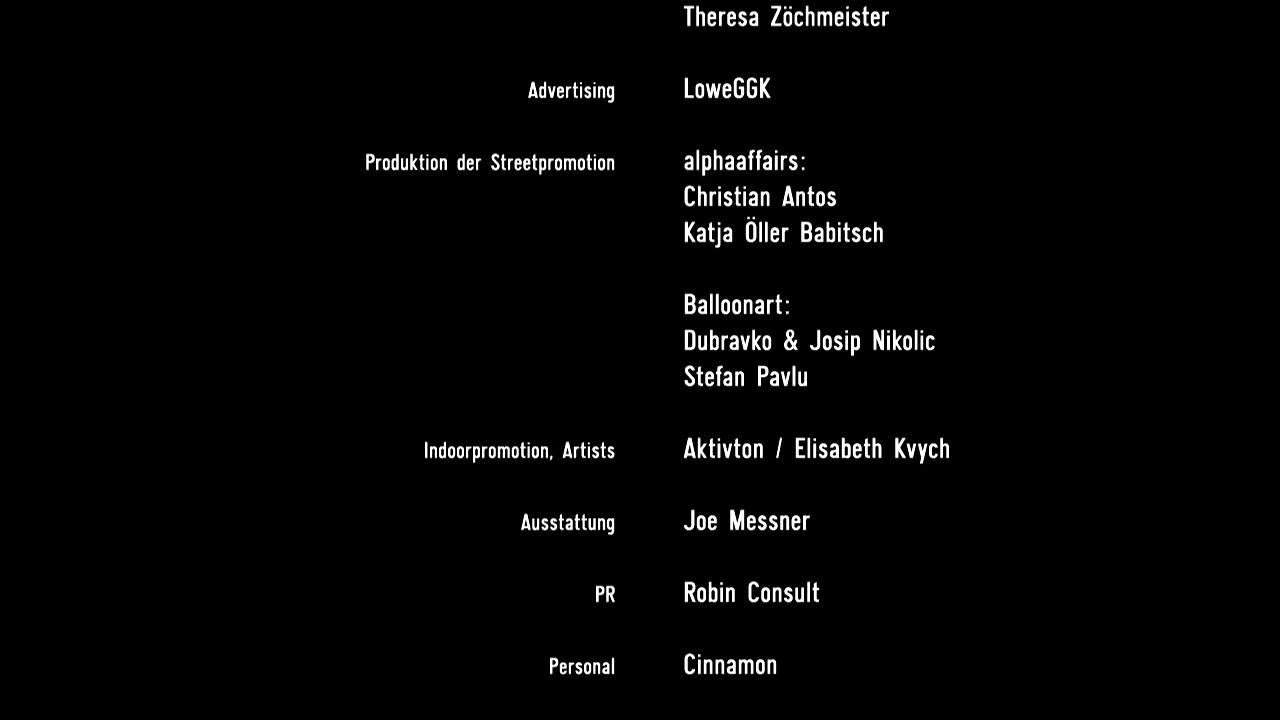 Theresa Zöchmeister
Advertising LoweGGK
Produktion der Streetpromotion alphaaffairs:
Christian Antos
Katja Öller Babitsch
Balloonart:
Dubravko & Josip Nikolic
Stefan Pavlu
Indoorpromotion, Artists Aktivton / Elisabeth Kvych
Ausstattung Joe Messner
PR Robin Consult
Personal Cinnamon